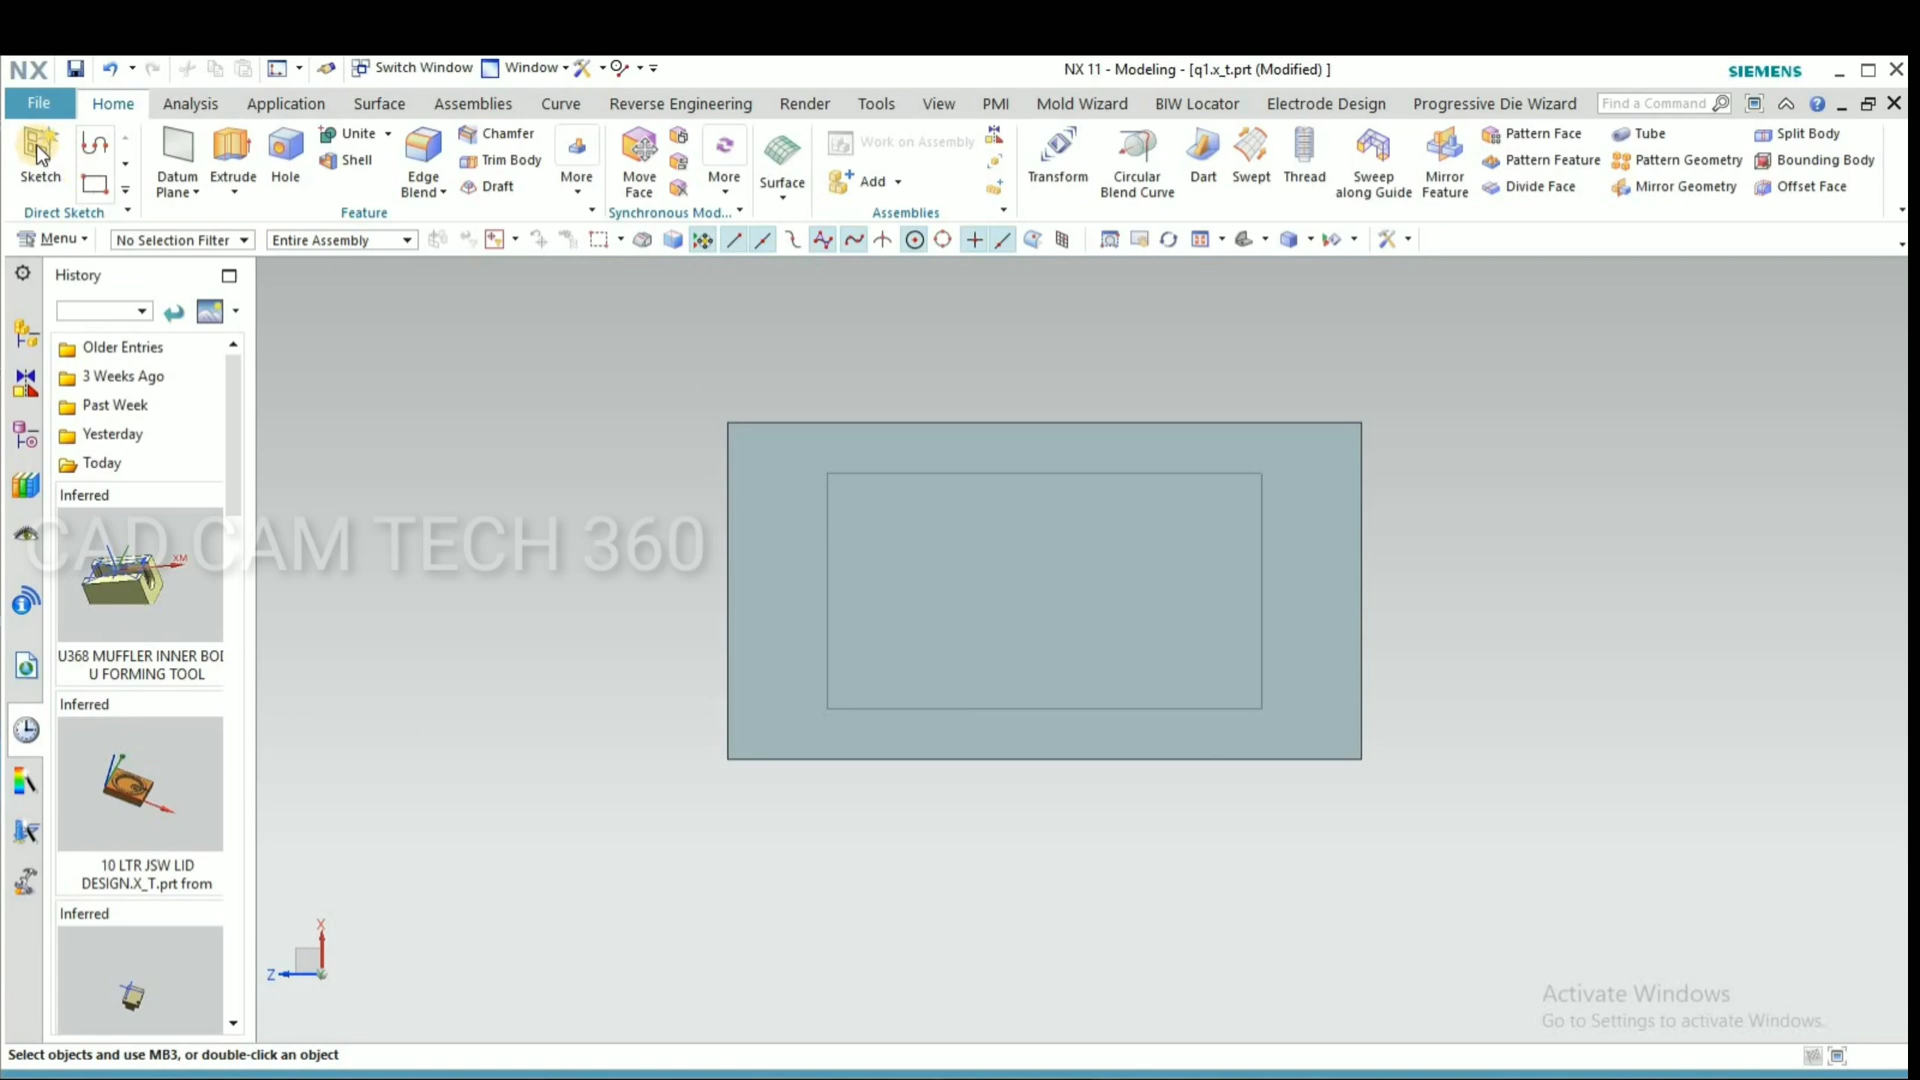 NX
Switch Window
Window
NX 11 - Modeling - [q1.x_t.prt (Modified) ]
SIEMENS
File
Home
Analysis
Application
Surface
Assemblies
Curve
Reverse Engineering
Render
Tools
View
PMI
Mold Wizard
BIW Locator
Electrode Design
Progressive Die Wizard
Find a Command
Sketch
Direct Sketch
Datum
Plane
Extrude
Hole
Unite
Shell
Edge
Blend
Chamfer
Trim Body
Draft
More
Feature
Move
Face
More
Synchronous Mod...
Surface
Work on Assembly
Add
Assemblies
Transform
Circular
Blend Curve
Dart
Swept
Thread
Sweep
along Guide
Mirror
Feature
Pattern Face
Pattern Feature
Divide Face
Tube
Pattern Geometry
Mirror Geometry
Split Body
Bounding Body
Offset Face
Menu
No Selection Filter
Entire Assembly
History
Older Entries
3 Weeks Ago
Past Week
Yesterday
Today
Inferred
XM
CAD CAM TECH 360
U368 MUFFLER INNER BOD
U FORMING TOOL
Inferred
10 LTR JSW LID
DESIGN.X_T.prt from
Inferred
X
Z
Activate Windows
Go to Settings to activate Windows.
Select objects and use MB3, or double-click an object